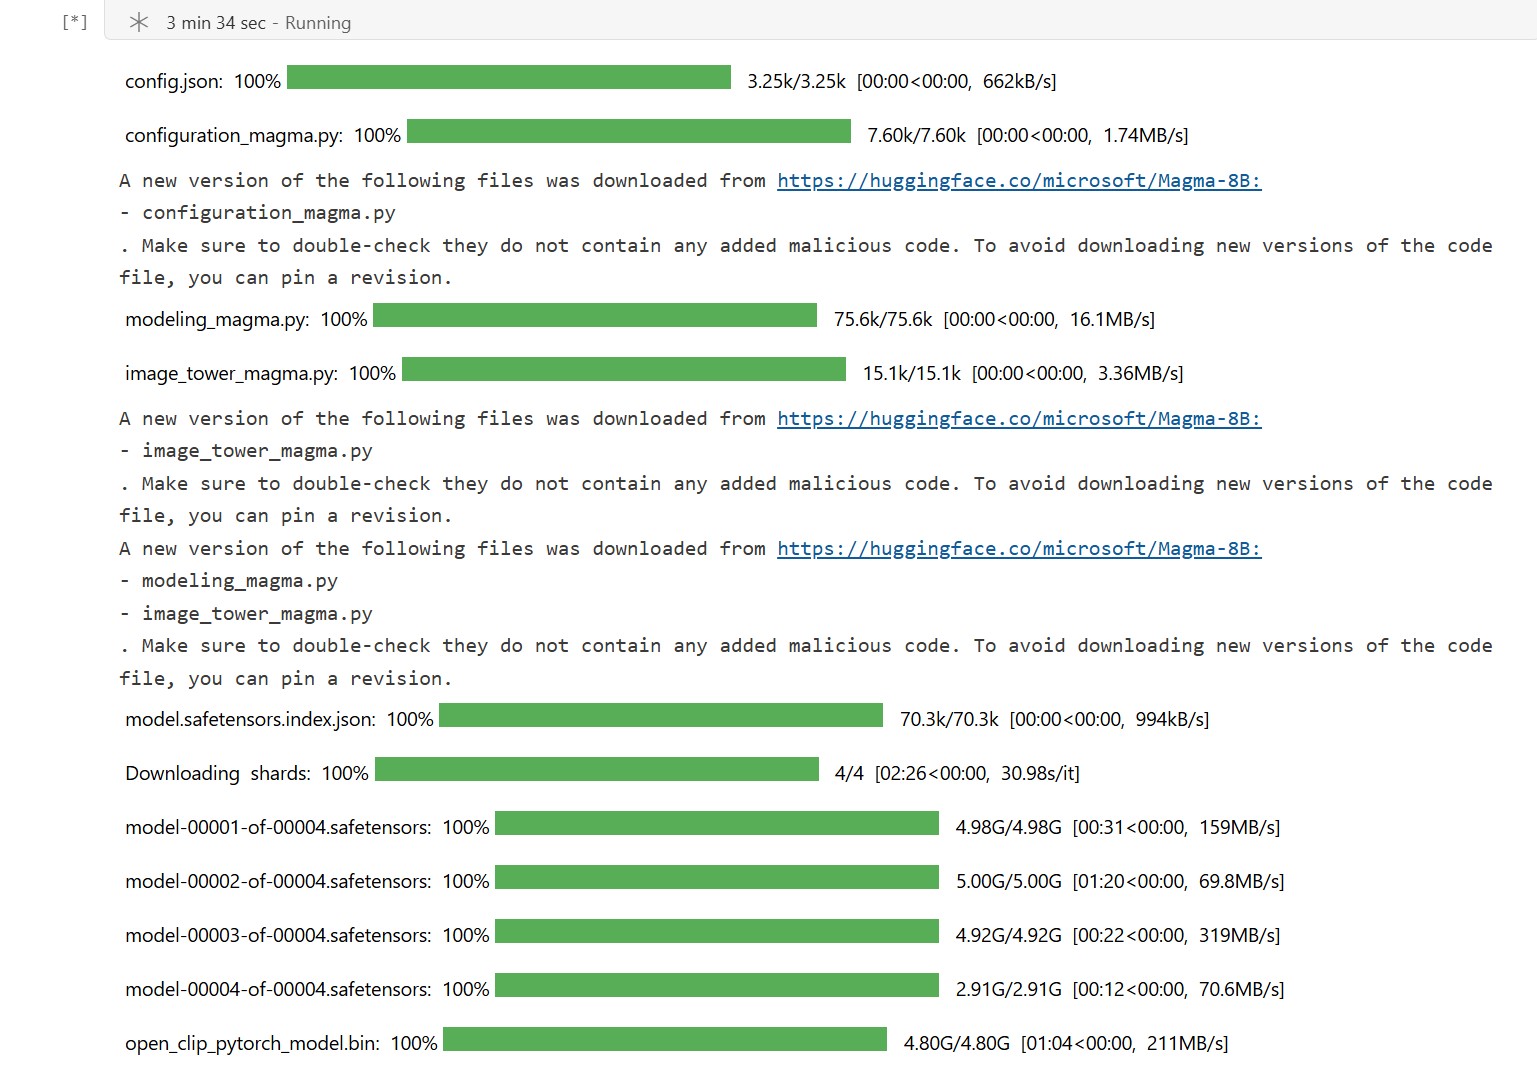 [*] 3 min 34 sec - Running
config.json: 100% 3.25k/3.25k [00:00<00:00, 662kB/s]
configuration_magma.py: 100% 7.60k/7.60k [00:00<00:00, 1.74MB/s]
A new version of the following files was downloaded from https://huggingface.co/microsoft/Magma-8B:
- configuration_magma.py
. Make sure to double-check they do not contain any added malicious code. To avoid downloading new versions of the code
file, you can pin a revision.
modeling_magma.py: 100% 75.6k/75.6k [00:00<00:00, 16.1MB/s]
image_tower_magma.py: 100% 15.1k/15.1k [00:00<00:00, 3.36MB/s]
A new version of the following files was downloaded from https://huggingface.co/microsoft/Magma-8B:
- image_tower_magma.py
. Make sure to double-check they do not contain any added malicious code. To avoid downloading new versions of the code
file, you can pin a revision.
A new version of the following files was downloaded from https://huggingface.co/microsoft/Magma-8B:
- modeling_magma.py
- image_tower_magma.py
. Make sure to double-check they do not contain any added malicious code. To avoid downloading new versions of the code
file, you can pin a revision.
model.safetensors.index.json: 100% 70.3k/70.3k [00:00<00:00, 994kB/s]
Downloading shards: 100% 4/4 [02:26<00:00, 30.98s/it]
model-00001-of-00004.safetensors: 100% 4.98G/4.98G [00:31<00:00, 159MB/s]
model-00002-of-00004.safetensors: 100% 5.00G/5.00G [01:20<00:00, 69.8MB/s]
model-00003-of-00004.safetensors: 100% 4.92G/4.92G [00:22<00:00, 319MB/s]
model-00004-of-00004.safetensors: 100% 2.91G/2.91G [00:12<00:00, 70.6MB/s]
open_clip_pytorch_model.bin: 100% 4.80G/4.80G [01:04<00:00, 211MB/s]